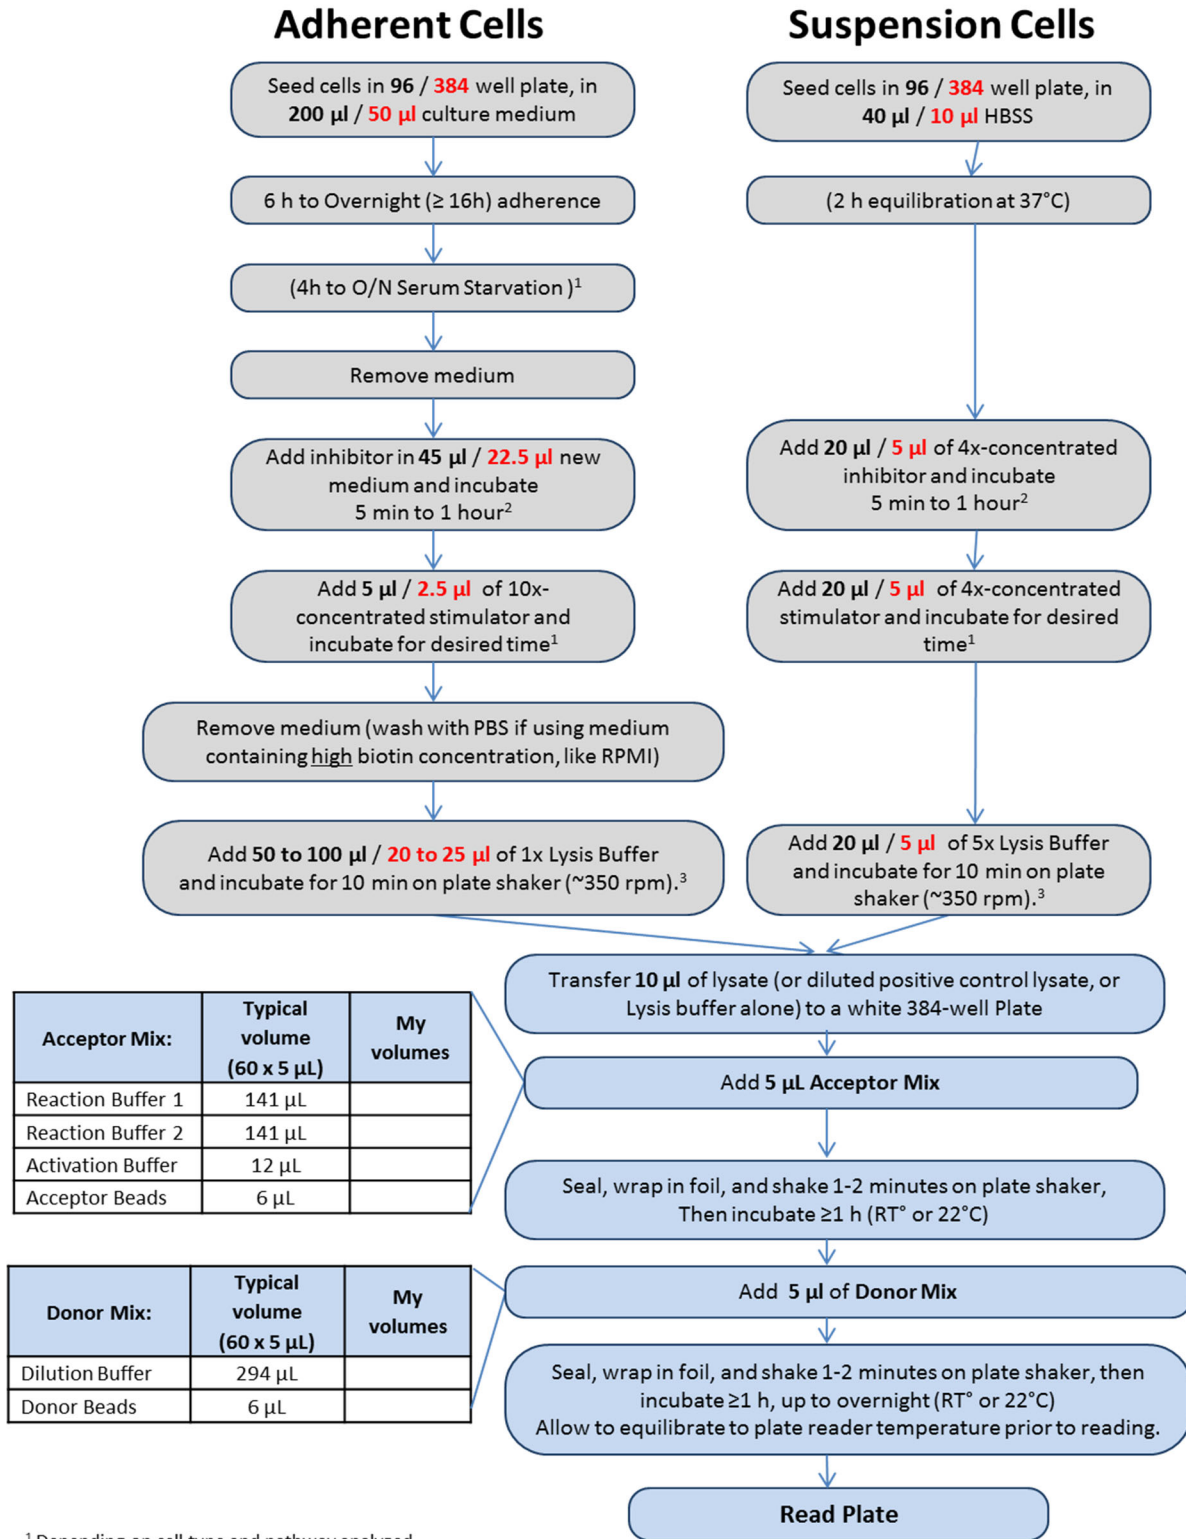 Adherent Cells
Seed cells in 96 / 384 well plate, in
200 µl / 50 µl culture medium
6 h to Overnight (≥ 16h) adherence
(4h to O/N Serum Starvation )¹
Remove medium
Add inhibitor in 45 µl / 22.5 µl new
medium and incubate
5 min to 1 hour²
Add 5 µl / 2.5 µl of 10x-
concentrated stimulator and
incubate for desired time¹
Remove medium (wash with PBS if using medium
containing high biotin concentration, like RPMI)
Add 50 to 100 µl / 20 to 25 µl of 1x Lysis Buffer
and incubate for 10 min on plate shaker (~350 rpm).³
Suspension Cells
Seed cells in 96 / 384 well plate, in
40 µl / 10 µl HBSS
(2 h equilibration at 37°C)
Add 20 µl / 5 µl of 4x-concentrated
inhibitor and incubate
5 min to 1 hour²
Add 20 µl / 5 µl of 4x-concentrated
stimulator and incubate for desired
time¹
Add 20 µl / 5 µl of 5x Lysis Buffer
and incubate for 10 min on plate
shaker (~350 rpm).³
Transfer 10 µl of lysate (or diluted positive control lysate, or
Lysis buffer alone) to a white 384-well Plate
Add 5 µL Acceptor Mix
Acceptor Mix: Typical volume (60 x 5 µL) My volumes
Reaction Buffer 1 141 µL
Reaction Buffer 2 141 µL
Activation Buffer 12 µL
Acceptor Beads 6 µL
Seal, wrap in foil, and shake 1-2 minutes on plate shaker,
Then incubate ≥1 h (RT° or 22°C)
Add 5 µl of Donor Mix
Donor Mix: Typical volume (60 x 5 µL) My volumes
Dilution Buffer 294 µL
Donor Beads 6 µL
Seal, wrap in foil, and shake 1-2 minutes on plate shaker, then
incubate ≥1 h, up to overnight (RT° or 22°C)
Allow to equilibrate to plate reader temperature prior to reading.
Read Plate
¹ Depending on cell type and pathway analyzed